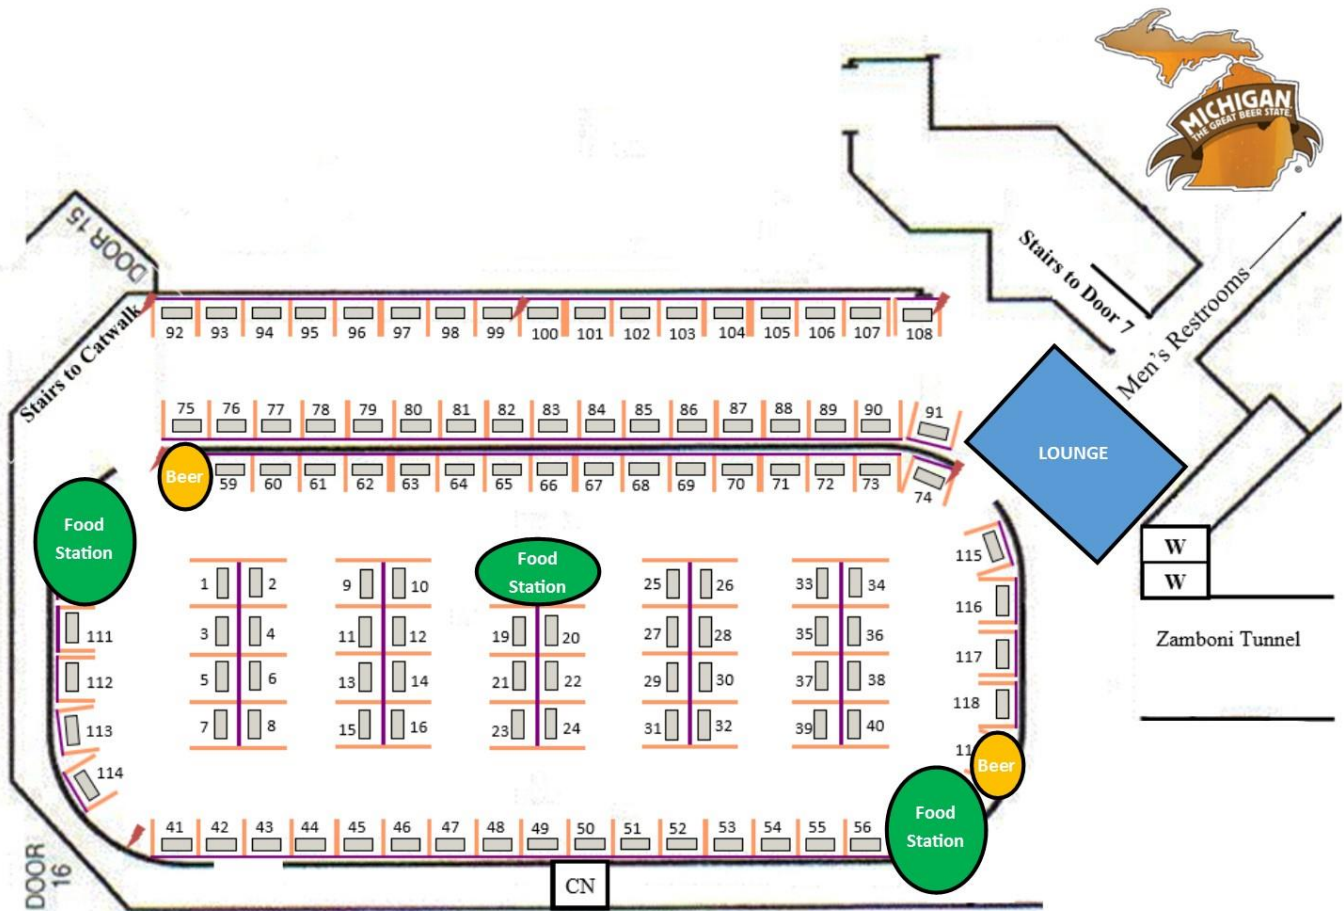 MICHIGAN
THE GREAT BEER STATE
®
DOOR 15
Stairs to Catwalk
Stairs to Door 7
Men's Restrooms
92 93 94 95 96 97 98 99 100 101 102 103 104 105 106 107 108
75 76 77 78 79 80 81 82 83 84 85 86 87 88 89 90 91
LOUNGE
Beer
59 60 61 62 63 64 65 66 67 68 69 70 71 72 73 74
Food
Station
Food
Station
115
W
W
1 2 9 10 25 26 33 34
116
111 3 4 11 12 19 20 27 28 35 36
Zamboni Tunnel
117
112 5 6 13 14 21 22 29 30 37 38
118
113 7 8 15 16 23 24 31 32 39 40
11
Beer
114
41 42 43 44 45 46 47 48 49 50 51 52 53 54 55 56
Food
Station
DOOR
16
CN